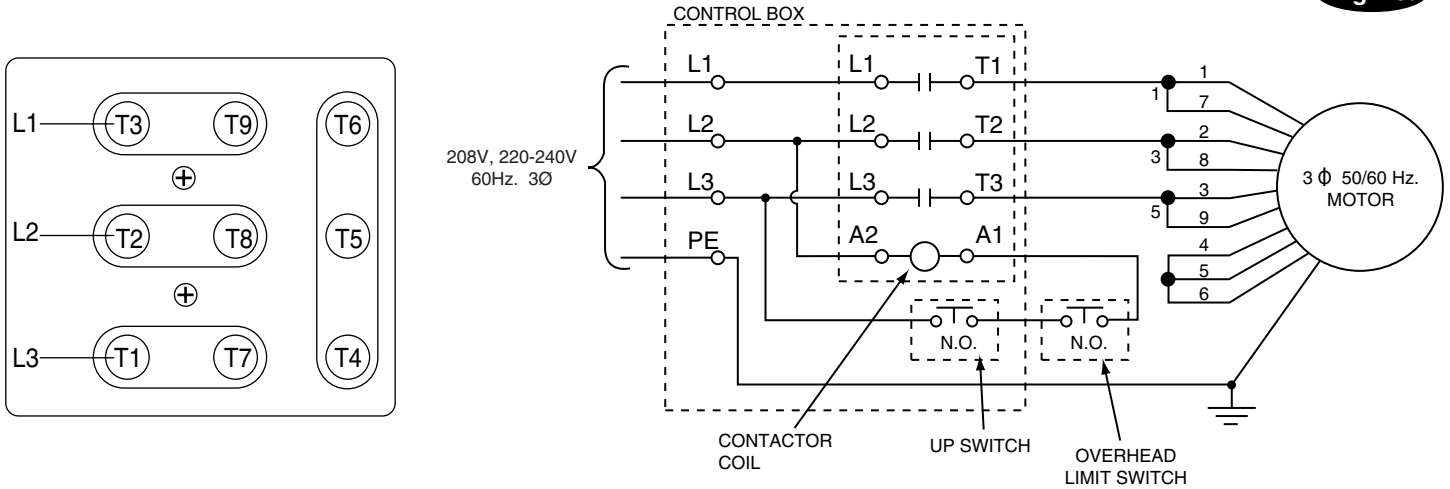 L1 T3 T9 T6
L2 T2 T8 T5
L3 T1 T7 T4
CONTROL BOX
208V, 220-240V
60Hz. 3Ø
L1 L1 T1
L2 L2 T2
L3 L3 T3
PE A2 A1
1
1
7
2
3
8
3
5
9
4
5
6
3 Φ 50/60 Hz.
MOTOR
N.O. N.O.
CONTACTOR
COIL
UP SWITCH
OVERHEAD
LIMIT SWITCH